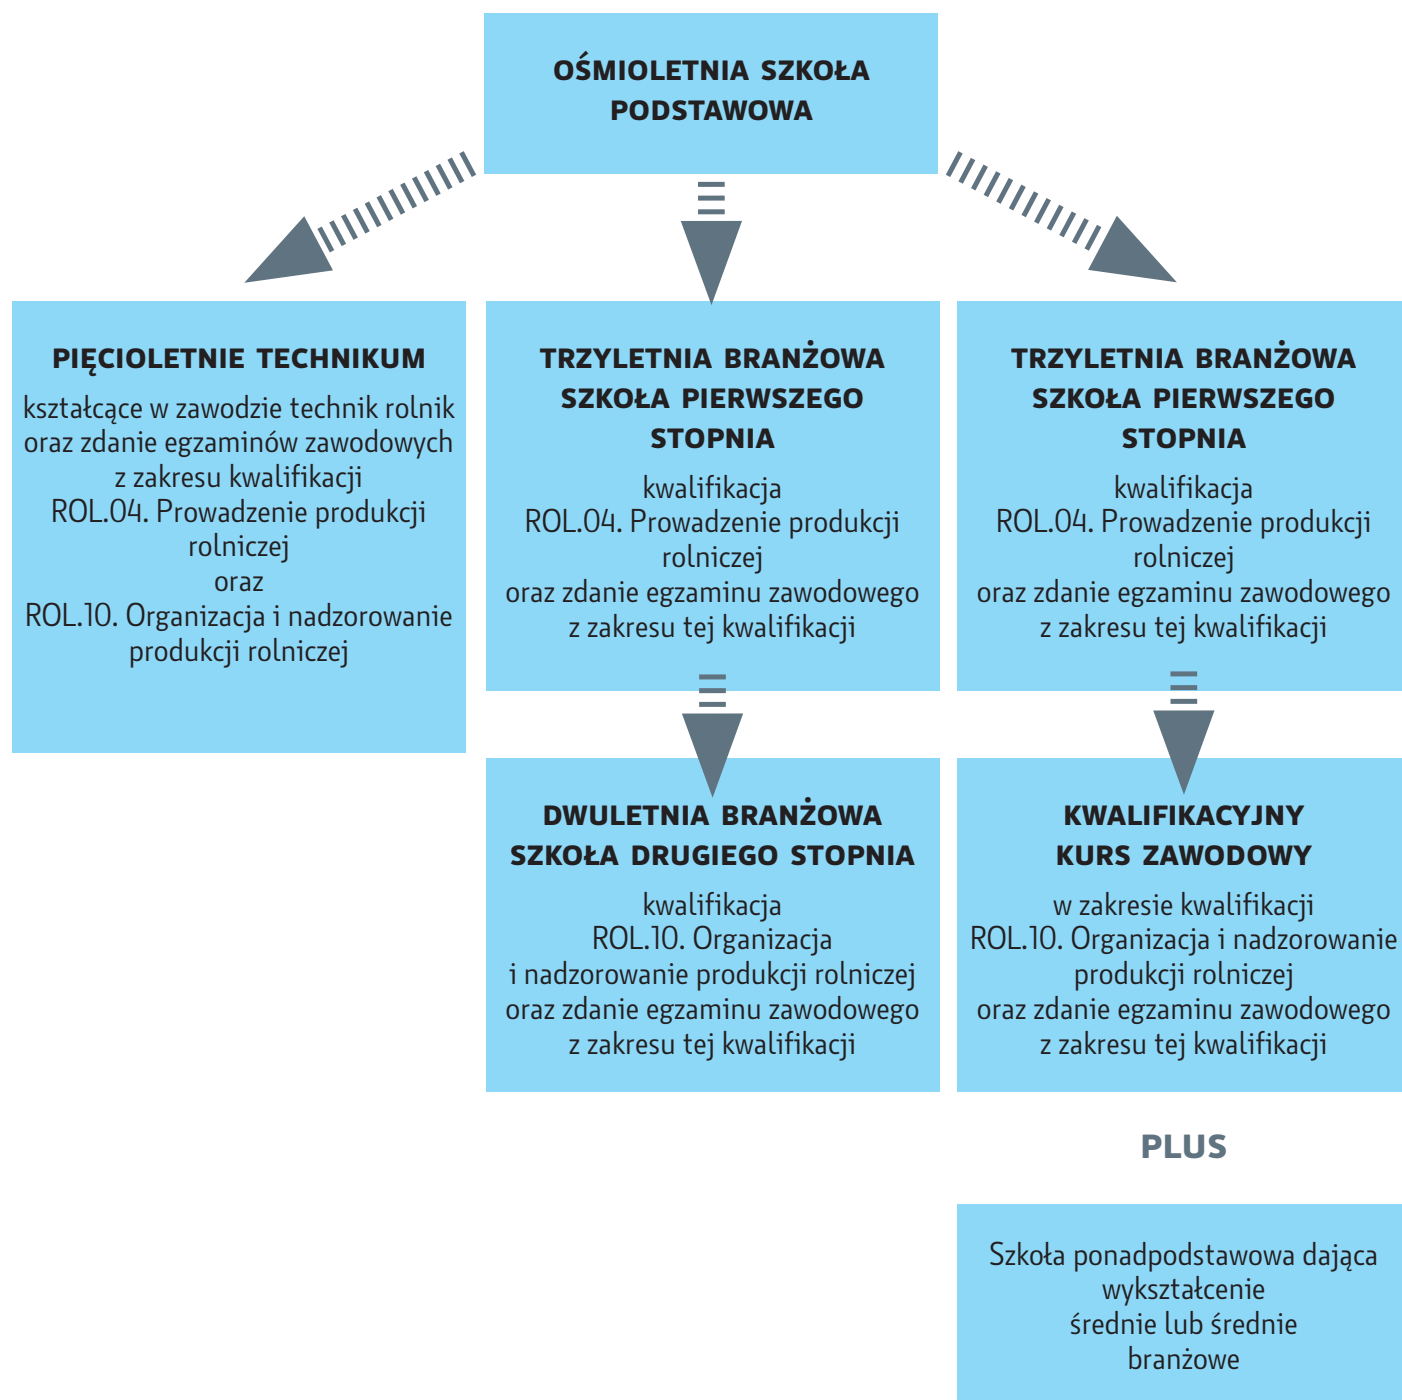 OŚMIOLETNIA SZKOŁA
PODSTAWOWA
PIĘCIOLETNIE TECHNIKUM
kształcące w zawodzie technik rolnik
oraz zdanie egzaminów zawodowych
z zakresu kwalifikacji
ROL.04. Prowadzenie produkcji
rolniczej
oraz
ROL.10. Organizacja i nadzorowanie
produkcji rolniczej
TRZYLETNIA BRANŻOWA
SZKOŁA PIERWSZEGO
STOPNIA
kwalifikacja
ROL.04. Prowadzenie produkcji
rolniczej
oraz zdanie egzaminu zawodowego
z zakresu tej kwalifikacji
TRZYLETNIA BRANŻOWA
SZKOŁA PIERWSZEGO
STOPNIA
kwalifikacja
ROL.04. Prowadzenie produkcji
rolniczej
oraz zdanie egzaminu zawodowego
z zakresu tej kwalifikacji
DWULETNIA BRANŻOWA
SZKOŁA DRUGIEGO STOPNIA
kwalifikacja
ROL.10. Organizacja
i nadzorowanie produkcji rolniczej
oraz zdanie egzaminu zawodowego
z zakresu tej kwalifikacji
KWALIFIKACYJNY
KURS ZAWODOWY
w zakresie kwalifikacji
ROL.10. Organizacja i nadzorowanie
produkcji rolniczej
oraz zdanie egzaminu zawodowego
z zakresu tej kwalifikacji
PLUS
Szkoła ponadpodstawowa dająca
wykształcenie
średnie lub średnie
branżowe